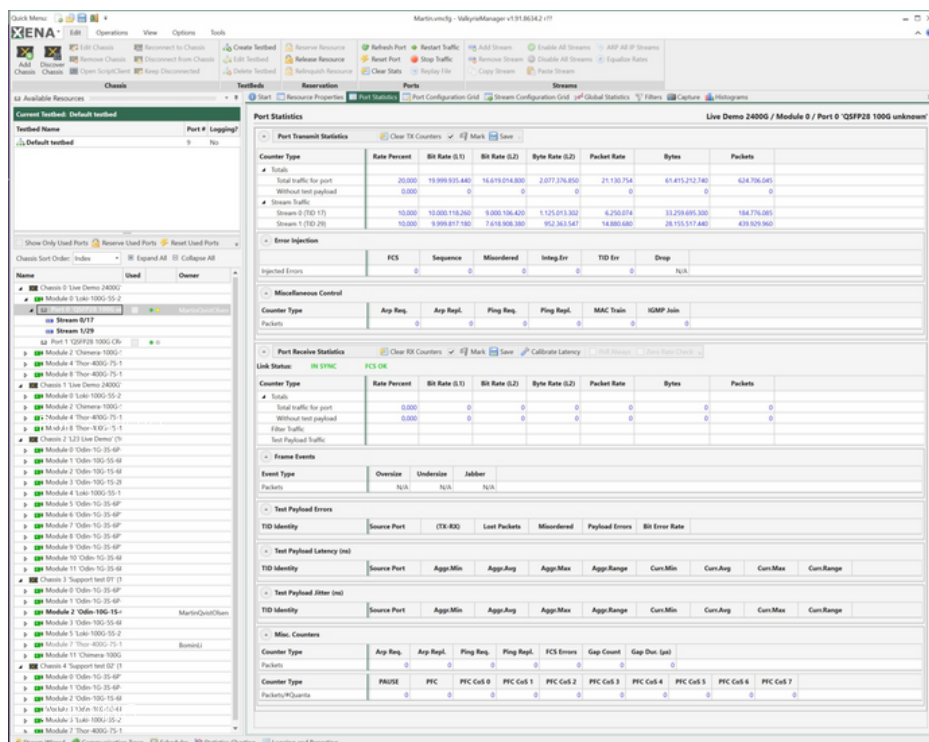 Quick Menu:
Martin.vmcfg - ValkyrieManager v1.91.8634.2 r??
XENA Edit Operations View Options Tools
Add Chassis
Discover Chassis
Edit Chassis Reconnect to Chassis Create Testbed Reserve Resource Refresh Port Restart Traffic Add Stream Enable All Streams ARP All IP Streams
Remove Chassis Disconnect from Chassis Edit Testbed Release Resource Reset Port Stop Traffic Remove Stream Disable All Streams Equalize Rates
Open ScriptClient Keep Disconnected Delete Testbed Relinquish Resource Clear Stats Replay File Copy Stream Paste Stream
Chassis TestBeds Reservation Ports Streams
Available Resources
Start Resource Properties Port Statistics Port Configuration Grid Stream Configuration Grid Global Statistics Filters Capture Histograms
Current Testbed: Default testbed
Testbed Name Port # Logging?
Default testbed 9 No
Show Only Used Ports Reserve Used Ports Reset Used Ports
Chassis Sort Order: Index Expand All Collapse All
Name Used Owner
Chassis 0 'Live Demo 2400G'
Module 0 'Loki-100G-5S-2
Port 0 'QSFP28 100G MartinQvistOlsen
Stream 0/17
Stream 1/29
Port 1 'QSFP28 100G CR4
Module 2 'Chimera-100G-5
Module 4 'Thor-400G-7S-1
Module 8 'Thor-400G-7S-1
Chassis 1 'Live Demo 2400G'
Module 0 'Loki-100G-5S-2
Module 2 'Chimera-100G-5
Module 4 'Thor-400G-7S-1
Module 8 'Thor-400G-7S-1
Chassis 2 'L23 Live Demo' (1
Module 0 'Odin-1G-3S-6P'
Module 1 'Odin-10G-5S-6P
Module 2 'Odin-10G-1S-6P
Module 3 'Odin-10G-1S-2P
Module 4 'Loki-100G-5S-1
Module 5 'Odin-1G-3S-6P'
Module 6 'Odin-1G-3S-6P'
Module 7 'Odin-1G-3S-6P'
Module 8 'Odin-1G-3S-6P'
Module 9 'Odin-1G-3S-6P'
Module 10 'Odin-1G-3S-6P
Module 11 'Odin-1G-3S-6P
Chassis 3 'Support test 01' (1
Module 0 'Odin-1G-3S-6P'
Module 1 'Odin-1G-3S-6P'
Module 2 'Odin-10G-1S- MartinQvistOlsen
Module 3 'Odin-10G-5S-6P
Module 5 'Loki-100G-5S-2
Module 7 'Thor-400G-7S-1 BominLi
Module 11 'Chimera-100G
Chassis 4 'Support test 02' (1
Module 0 'Odin-1G-3S-6P'
Module 1 'Odin-1G-3S-6P'
Module 2 'Odin-10G-1S-6P
Module 5 'Loki-100G-5S-2
Module 7 'Thor-400G-7S-1
Port Statistics Live Demo 2400G / Module 0 / Port 0 'QSFP28 100G unknown'
Port Transmit Statistics Clear TX Counters Mark Save
Counter Type Rate Percent Bit Rate (L1) Bit Rate (L2) Byte Rate (L2) Packet Rate Bytes Packets
Totals
Total traffic for port 20,000 19.999.935.440 16.619.014.800 2.077.376.850 21.130.754 61.415.212.740 624.706.045
Without test payload 0,000 0 0 0 0 0 0
Stream Traffic
Stream 0 (TID 17) 10,000 10.000.118.260 9.000.106.420 1.125.013.302 6.250.074 33.259.695.300 184.776.085
Stream 1 (TID 29) 10,000 9.999.817.180 7.618.908.380 952.363.547 14.880.680 28.155.517.440 439.929.960
Error Injection
FCS Sequence Misordered Integ.Err TID Err Drop
Injected Errors 0 0 0 0 0 N/A
Miscellaneous Control
Counter Type Arp Req. Arp Repl. Ping Req. Ping Repl. MAC Train IGMP Join
Packets 0 0 0 0 0 0
Port Receive Statistics Clear RX Counters Mark Save Calibrate Latency Poll Always Zero Rate Check
Link Status: IN SYNC FCS OK
Counter Type Rate Percent Bit Rate (L1) Bit Rate (L2) Byte Rate (L2) Packet Rate Bytes Packets
Totals
Total traffic for port 0,000 0 0 0 0 0 0
Without test payload 0,000 0 0 0 0 0 0
Filter Traffic
Test Payload Traffic
Frame Events
Event Type Oversize Undersize Jabber
Packets N/A N/A N/A
Test Payload Errors
TID Identity Source Port (TX-RX) Lost Packets Misordered Payload Errors Bit Error Rate
Test Payload Latency (ns)
TID Identity Source Port Aggr.Min Aggr.Avg Aggr.Max Aggr.Range Curr.Min Curr.Avg Curr.Max Curr.Range
Test Payload Jitter (ns)
TID Identity Source Port Aggr.Min Aggr.Avg Aggr.Max Aggr.Range Curr.Min Curr.Avg Curr.Max Curr.Range
Misc. Counters
Counter Type Arp Req. Arp Repl. Ping Req. Ping Repl. FCS Errors Gap Count Gap Dur. (µs)
Packets 0 0 0 0 0 0 0
Counter Type PAUSE PFC PFC CoS 0 PFC CoS 1 PFC CoS 2 PFC CoS 3 PFC CoS 4 PFC CoS 5 PFC CoS 6 PFC CoS 7
Packets/#Quanta 0 0 0 0 0 0 0 0 0 0